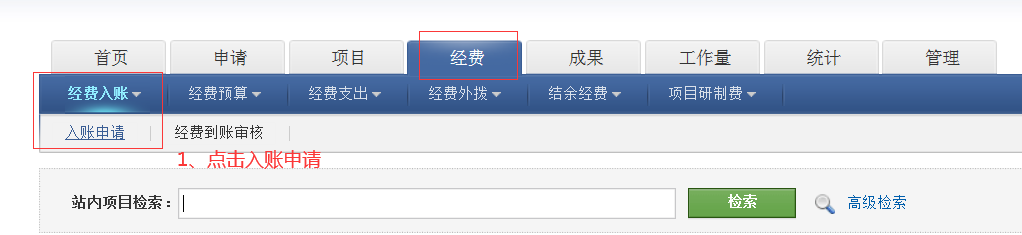 首页 申请 项目 经费 成果 工作量 统计 管理
经费入账 经费预算 经费支出 经费外拨 结余经费 项目研制费
入账申请 经费到账审核
1、点击入账申请
站内项目检索： 检索 高级检索